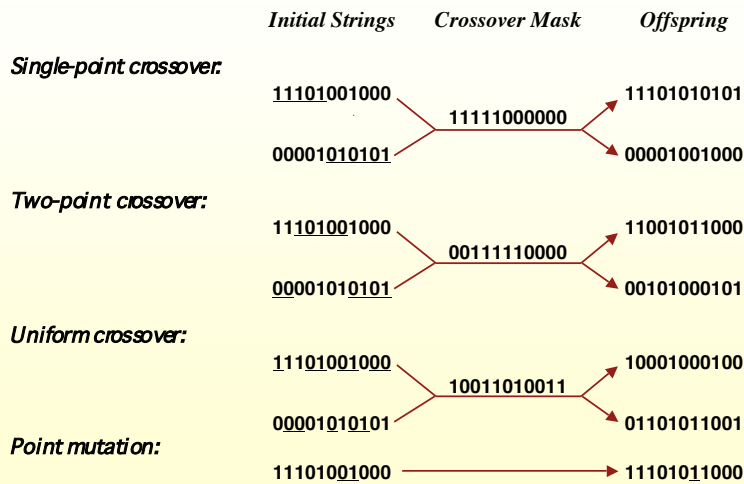 Initial Strings Crossover Mask Offspring
Single-point crossover:
11101001000 11101010101
11111000000
00001010101 00001001000
Two-point crossover:
11101001000 11001011000
00111110000
00001010101 00101000101
Uniform crossover:
11101001000 10001000100
10011010011
00001010101 01101011001
Point mutation:
11101001000 11101011000